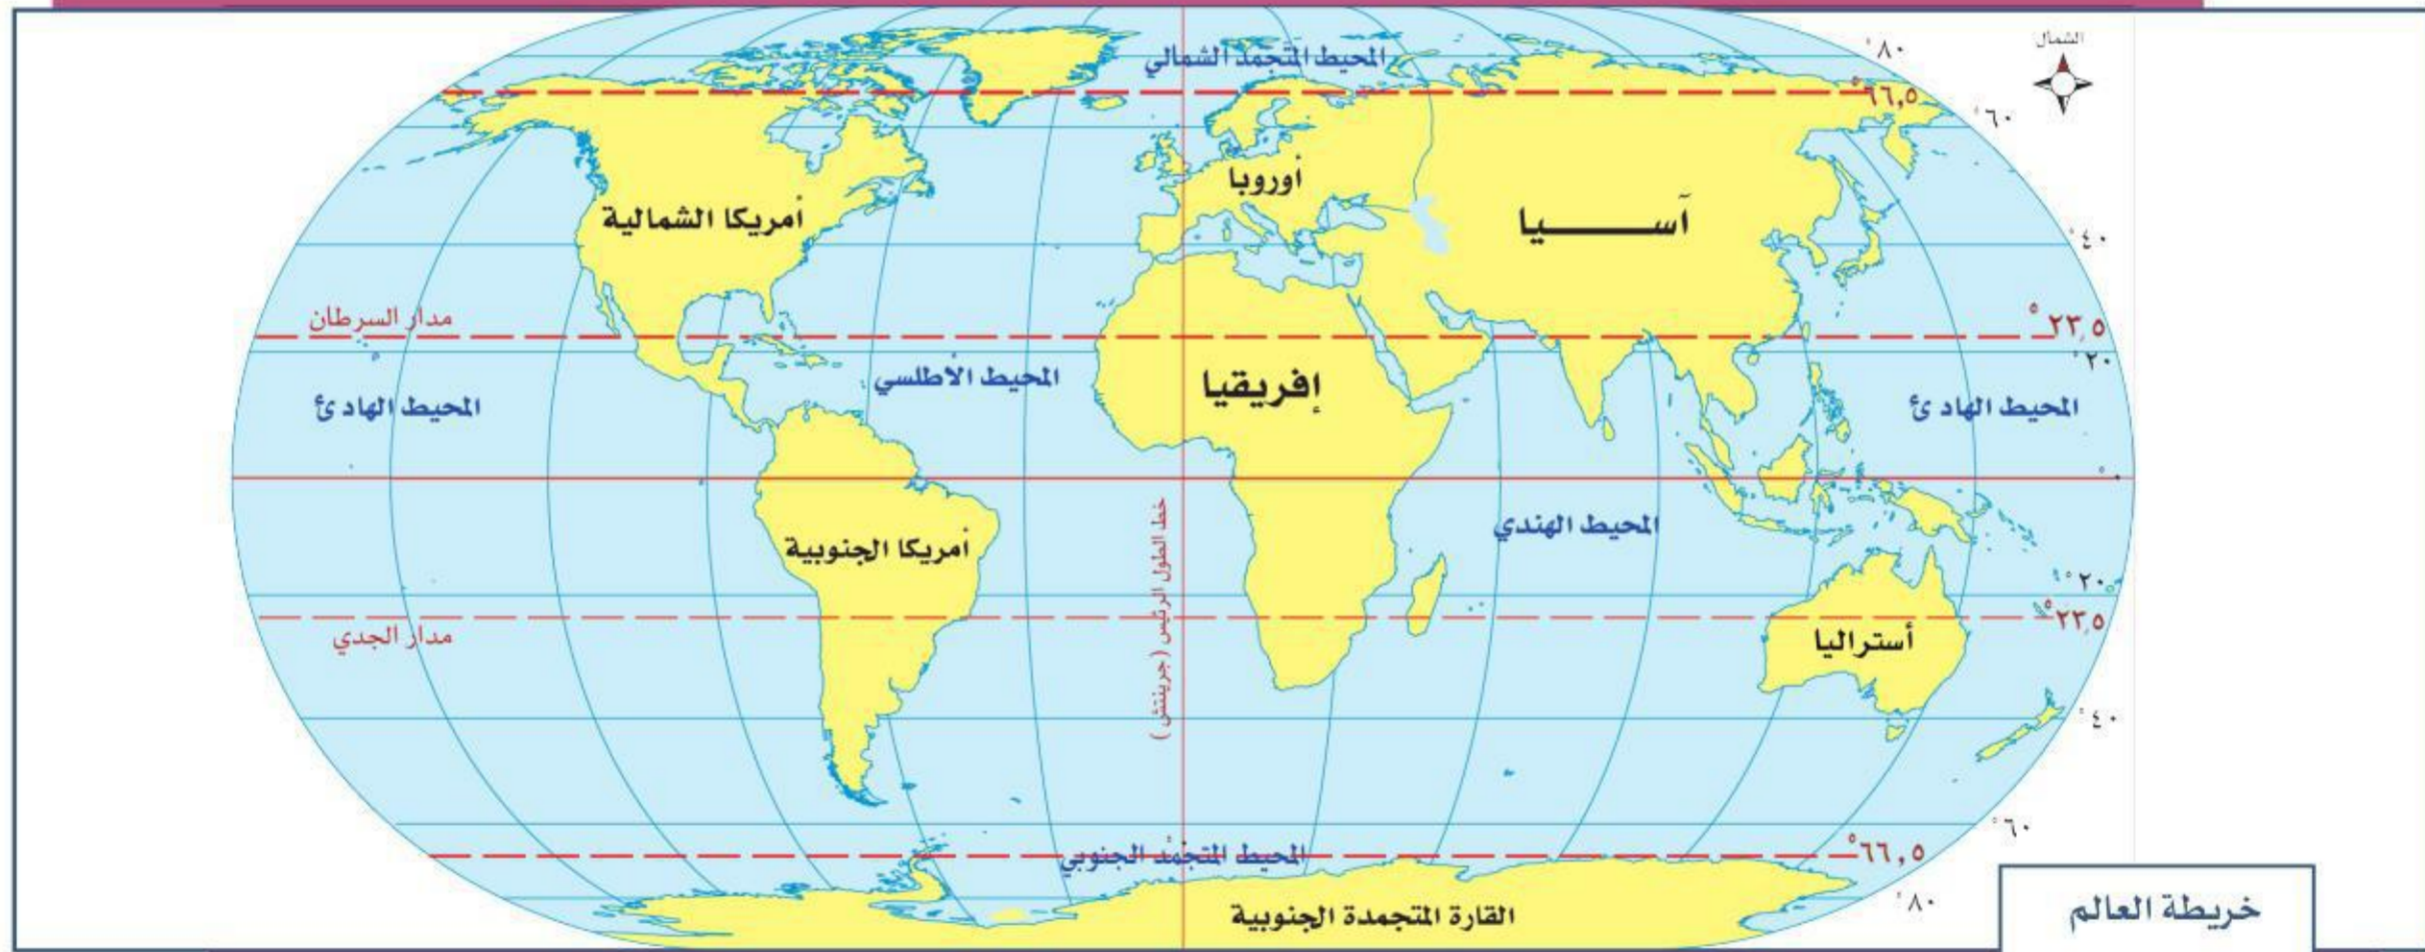 الشمال
°٨٠
المحيط المتجمد الشمالي
°٦٦,٥
°٦٠
أوروبا
آسـيا
أمريكا الشمالية
°٤٠
مدار السرطان
°٢٣,٥
°٢٠
المحيط الأطلسي
إفريقيا
المحيط الهادئ
المحيط الهادئ
°٠
المحيط الهندي
أمريكا الجنوبية
خط الطول الرئيس (جرينتش)
°٢٠
°٢٣,٥
مدار الجدي
أستراليا
°٤٠
°٦٠
المحيط المتجمد الجنوبي
°٦٦,٥
°٨٠
القارة المتجمدة الجنوبية
خريطة العالم